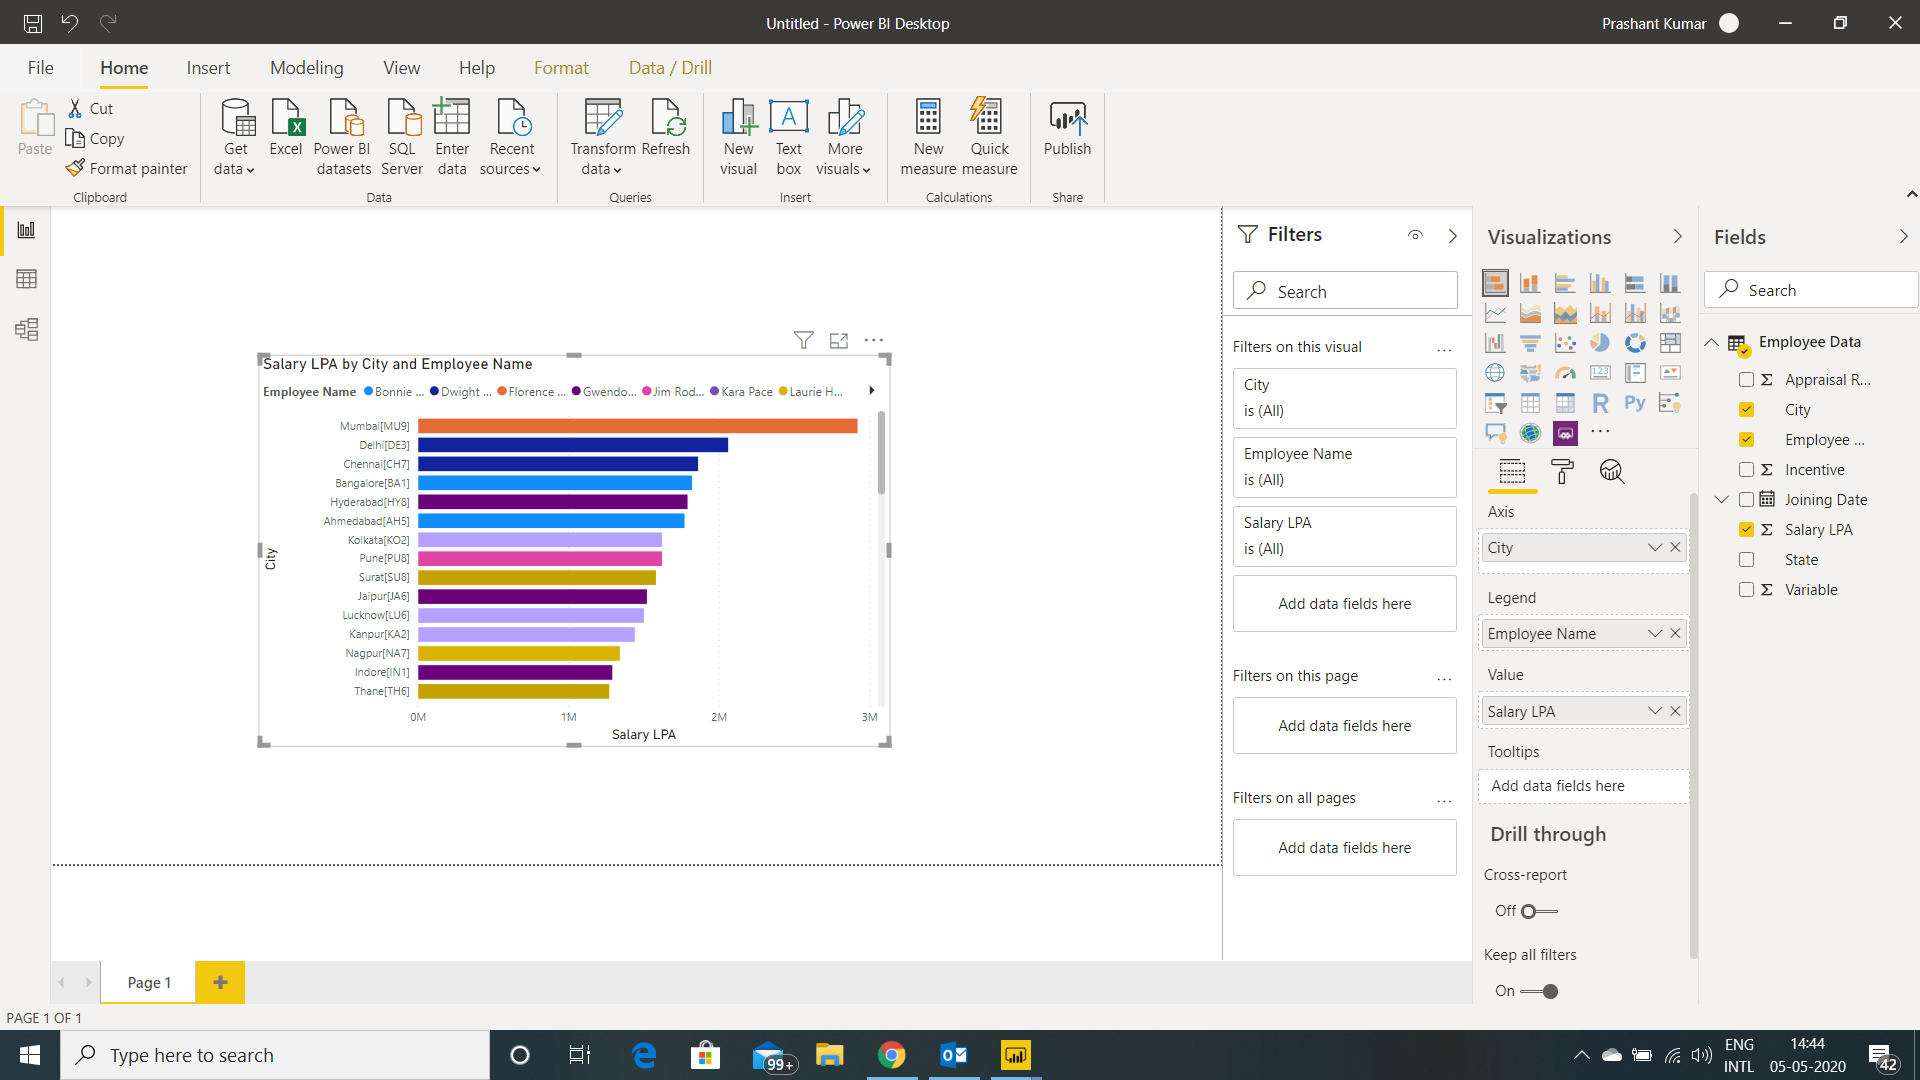 Untitled - Power BI Desktop
Prashant Kumar
File
Home
Insert
Modeling
View
Help
Format
Data / Drill
Paste
Cut
Copy
Format painter
Clipboard
Get data
Excel
Power BI datasets
SQL Server
Enter data
Recent sources
Data
Transform data
Refresh
Queries
New visual
Text box
More visuals
Insert
New measure
Quick measure
Calculations
Publish
Share
A
X
Salary LPA by City and Employee Name
Employee Name
Bonnie ...
Dwight ...
Florence ...
Gwendo...
Jim Rod...
Kara Pace
Laurie H...
City
Mumbai[MU9]
Delhi[DE3]
Chennai[CH7]
Bangalore[BA1]
Hyderabad[HY8]
Ahmedabad[AH5]
Kolkata[KO2]
Pune[PU8]
Surat[SU8]
Jaipur[JA6]
Lucknow[LU6]
Kanpur[KA2]
Nagpur[NA7]
Indore[IN1]
Thane[TH6]
0M
1M
2M
3M
Salary LPA
Filters
Search
Filters on this visual
...
City
is (All)
Employee Name
is (All)
Salary LPA
is (All)
Add data fields here
Filters on this page
...
Add data fields here
Filters on all pages
...
Add data fields here
Visualizations
123
R
Py
...
Axis
City
Legend
Employee Name
Value
Salary LPA
Tooltips
Add data fields here
Drill through
Cross-report
Off
Keep all filters
On
Fields
Search
Employee Data
Σ Appraisal R...
City
Employee ...
Σ Incentive
Joining Date
Σ Salary LPA
State
Σ Variable
Page 1
+
PAGE 1 OF 1
Type here to search
99+
ENG
INTL
14:44
05-05-2020
42